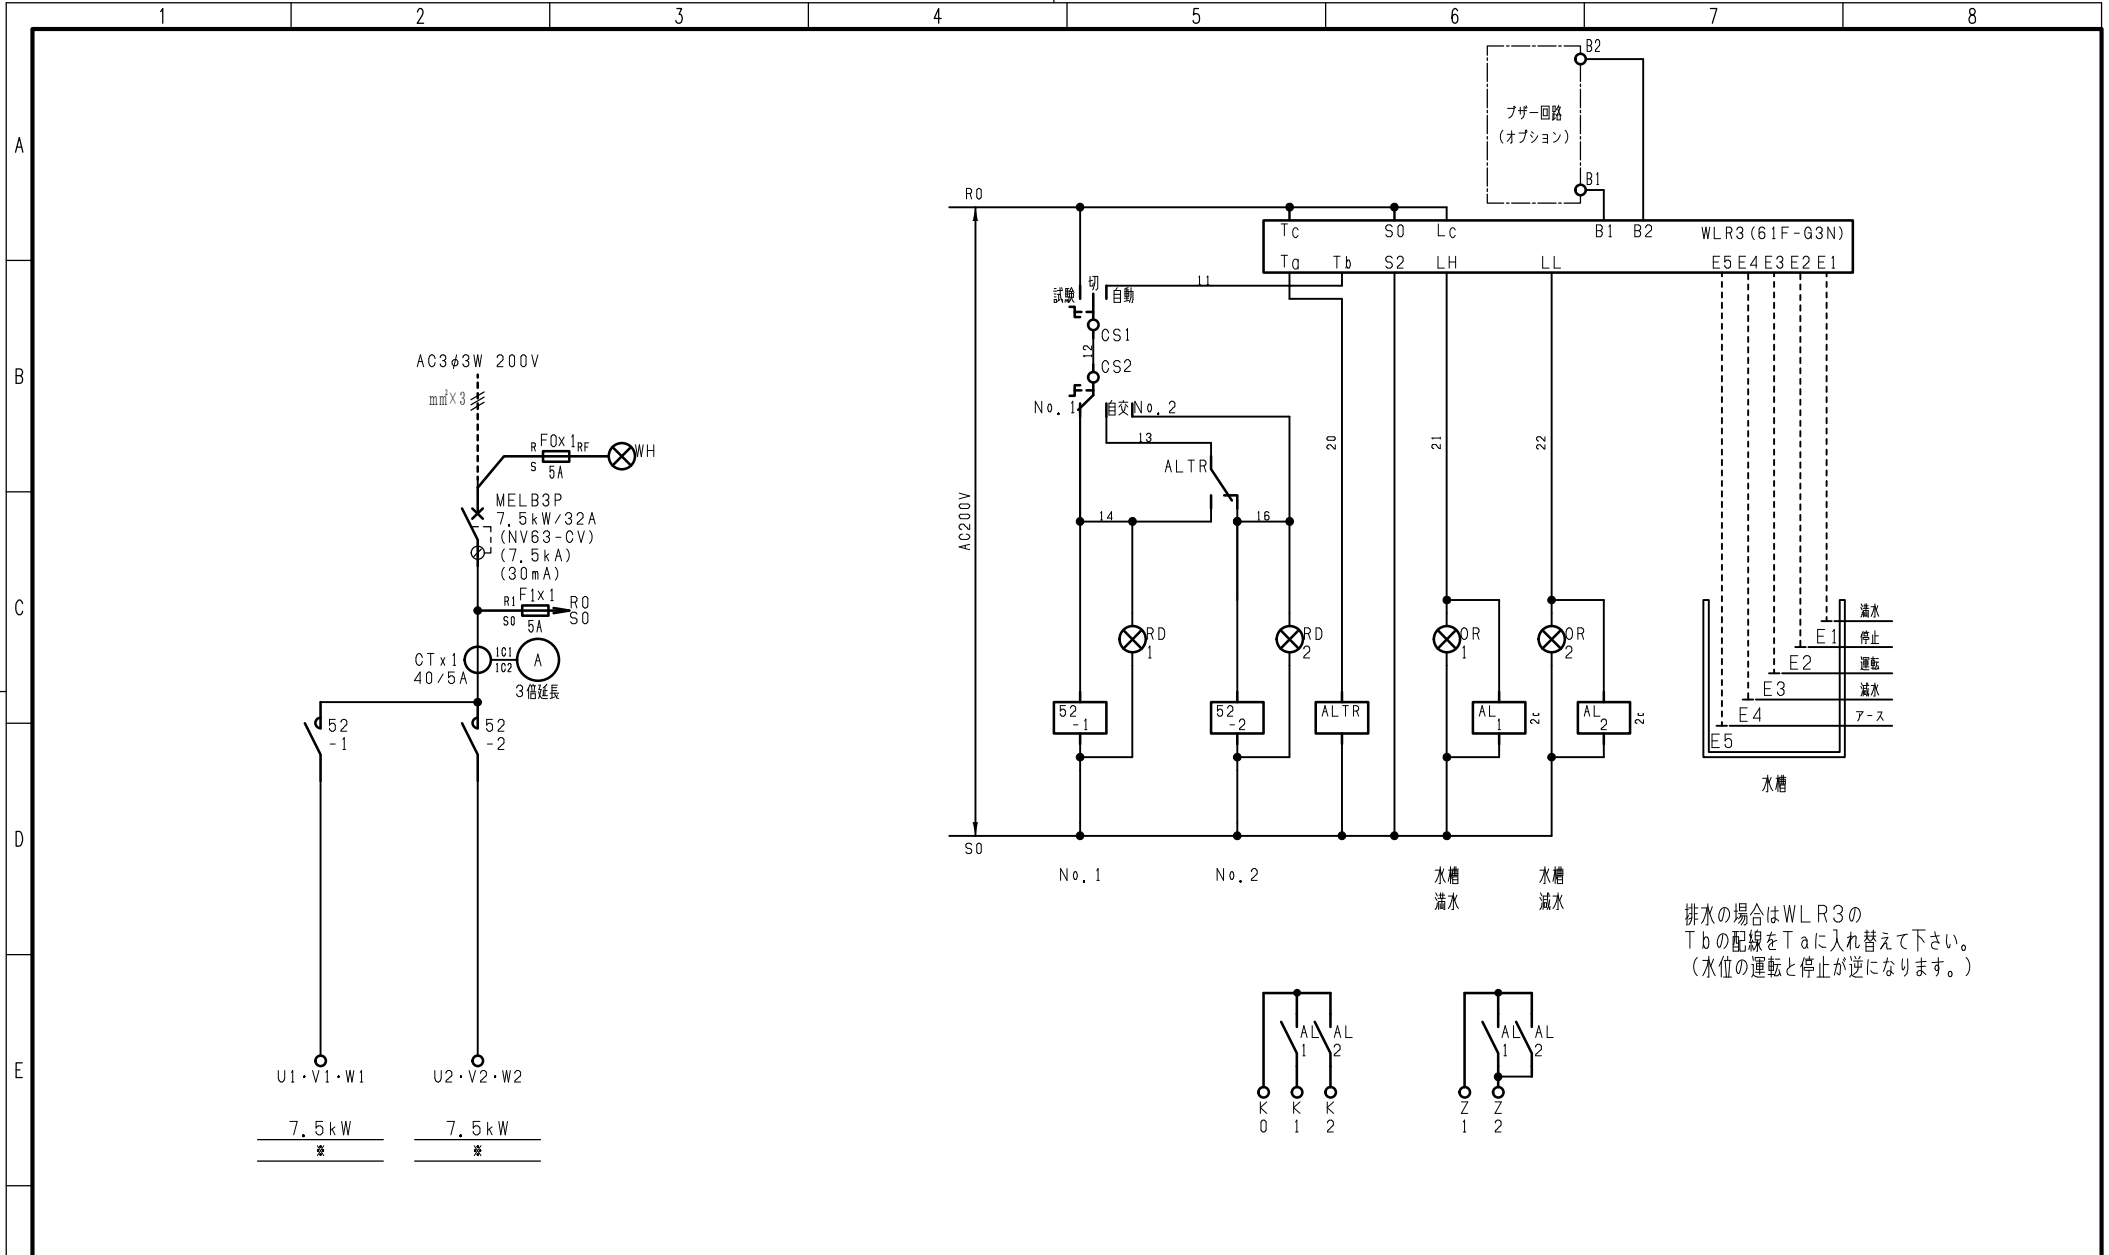 1 2 3 4 5 6 7 8
A
B
C
D
E
AC3φ3W 200V
mm²×3
R F0x1 RF
S 5A
WH
MELB3P
7.5kW/32A
(NV63-CV)
(7.5kA)
(30mA)
R1 F1x1 R0
S0 5A S0
CTx1
40/5A
1C1
1C2
A
3倍延長
52
-1
52
-2
U1・V1・W1
U2・V2・W2
7.5kW
※
7.5kW
※
B2
ブザー回路
(オプション)
B1
R0
Tc S0 Lc B1 B2 WLR3(61F-G3N)
Ta Tb S2 LH LL E5 E4 E3 E2 E1
11
試験 切 自動
CS1
12
CS2
No.1 自交 No.2
13
20
21
22
ALTR
AC200V
14
16
RD
1
RD
2
OR
1
OR
2
52
-1
52
-2
ALTR
AL
1
2c
AL
2
2c
満水
E1 停止
E2 運転
E3 減水
E4 アース
E5
水槽
S0
No.1
No.2
水槽
満水
水槽
減水
排水の場合はWLR3の
Tbの配線をTaに入れ替えて下さい。
(水位の運転と停止が逆になります。)
AL
1
AL
2
K
0
K
1
K
2
AL
1
AL
2
Z
1
Z
2